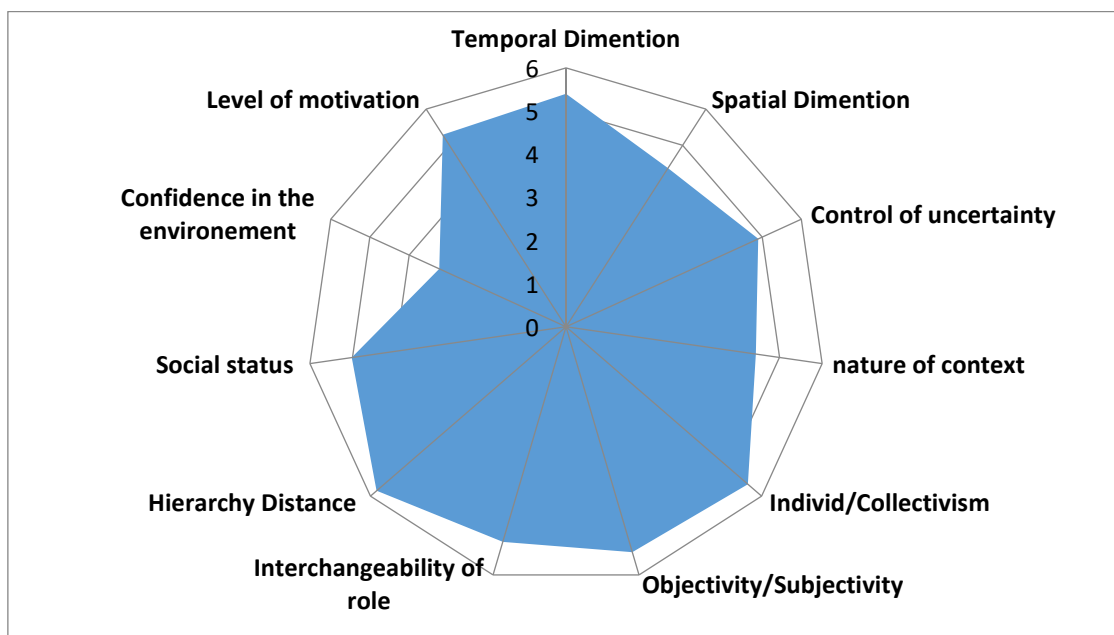 Temporal Dimention
Spatial Dimention
Control of uncertainty
nature of context
Individ/Collectivism
Objectivity/Subjectivity
Interchangeability of
role
Hierarchy Distance
Social status
Confidence in the
environement
Level of motivation
6
5
4
3
2
1
0